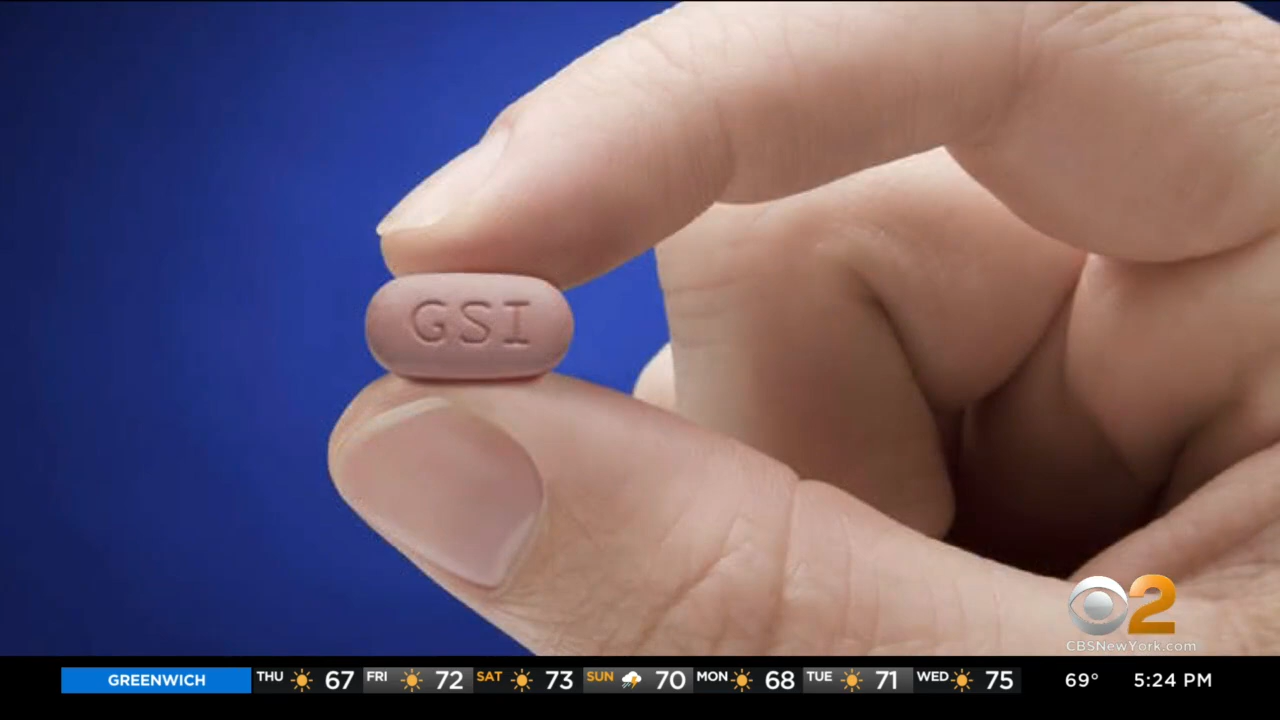 GSI
2
CBSNewYork.com
GREENWICH THU 67 FRI 72 SAT 73 SUN 70 MON 68 TUE 71 WED 75 69° 5:24 PM